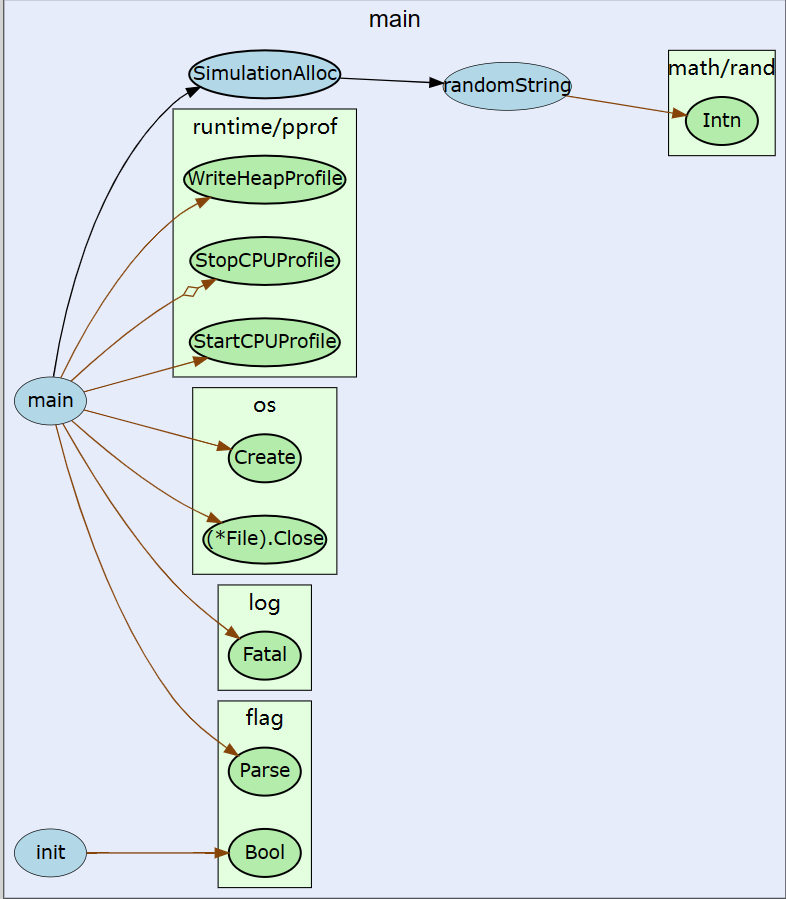 main
SimulationAlloc
randomString
math/rand
Intn
runtime/pprof
WriteHeapProfile
StopCPUProfile
StartCPUProfile
main
os
Create
(*File).Close
log
Fatal
flag
Parse
init
Bool